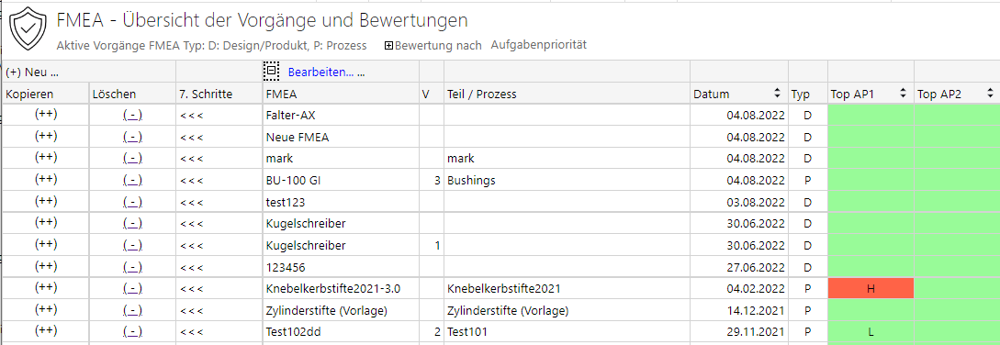 FMEA - Übersicht der Vorgänge und Bewertungen
Aktive Vorgänge FMEA Typ: D: Design/Produkt, P: Prozess Bewertung nach Aufgabenpriorität
(+) Neu ... Bearbeiten... ...
Kopieren Löschen 7. Schritte FMEA V Teil / Prozess Datum Typ Top AP1 Top AP2
(++) (-) <<< Falter-AX 04.08.2022 D
(++) (-) <<< Neue FMEA 04.08.2022 D
(++) (-) <<< mark mark 04.08.2022 D
(++) (-) <<< BU-100 GI 3 Bushings 04.08.2022 P
(++) (-) <<< test123 03.08.2022 D
(++) (-) <<< Kugelschreiber 30.06.2022 D
(++) (-) <<< Kugelschreiber 1 30.06.2022 D
(++) (-) <<< 123456 27.06.2022 D
(++) (-) <<< Knebelkerbstifte2021-3.0 Knebelkerbstifte2021 04.02.2022 P H
(++) (-) <<< Zylinderstifte (Vorlage) Zylinderstifte (Vorlage) 14.12.2021 P
(++) (-) <<< Test102dd 2 Test101 29.11.2021 P L